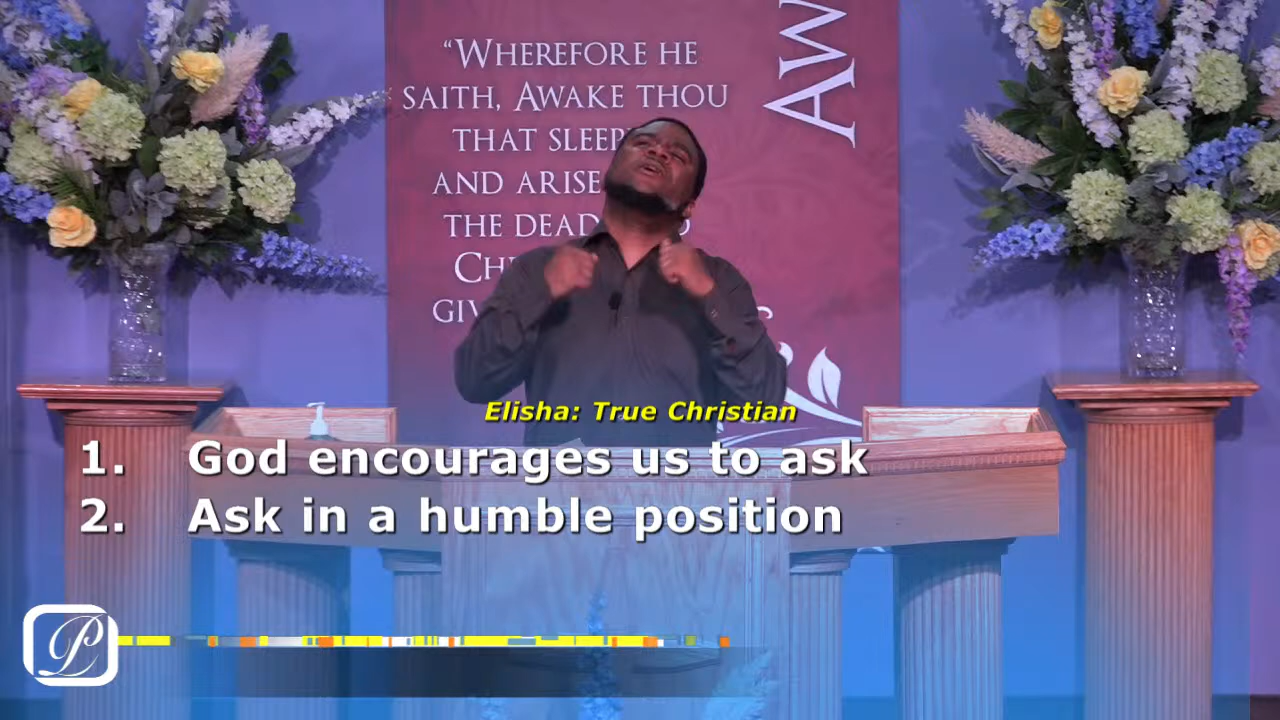 “WHEREFORE HE
SAITH, AWAKE THOU
THAT
AND ARISE
THE DEAD
AW
Elisha: True Christian
1. God encourages us to ask
2. Ask in a humble position